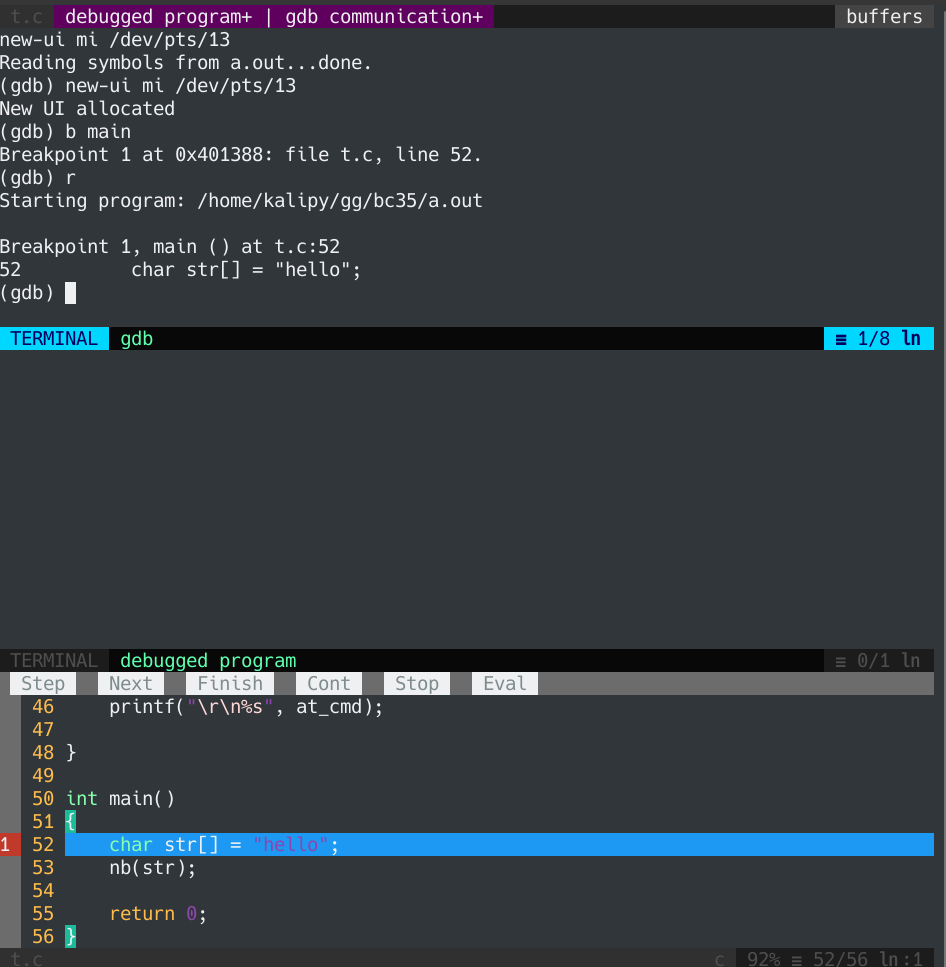 t.c debugged program+ | gdb communication+ buffers
new-ui mi /dev/pts/13
Reading symbols from a.out...done.
(gdb) new-ui mi /dev/pts/13
New UI allocated
(gdb) b main
Breakpoint 1 at 0x401388: file t.c, line 52.
(gdb) r
Starting program: /home/kalipy/gg/bc35/a.out
Breakpoint 1, main () at t.c:52
52          char str[] = "hello";
(gdb)
TERMINAL gdb ≡ 1/8 ln
TERMINAL debugged program ≡ 0/1 ln
Step Next Finish Cont Stop Eval
46     printf("\r\n%s", at_cmd);
47
48 }
49
50 int main()
51 {
1 52     char str[] = "hello";
53     nb(str);
54
55     return 0;
56 }
t.c c 92% ≡ 52/56 ln:1